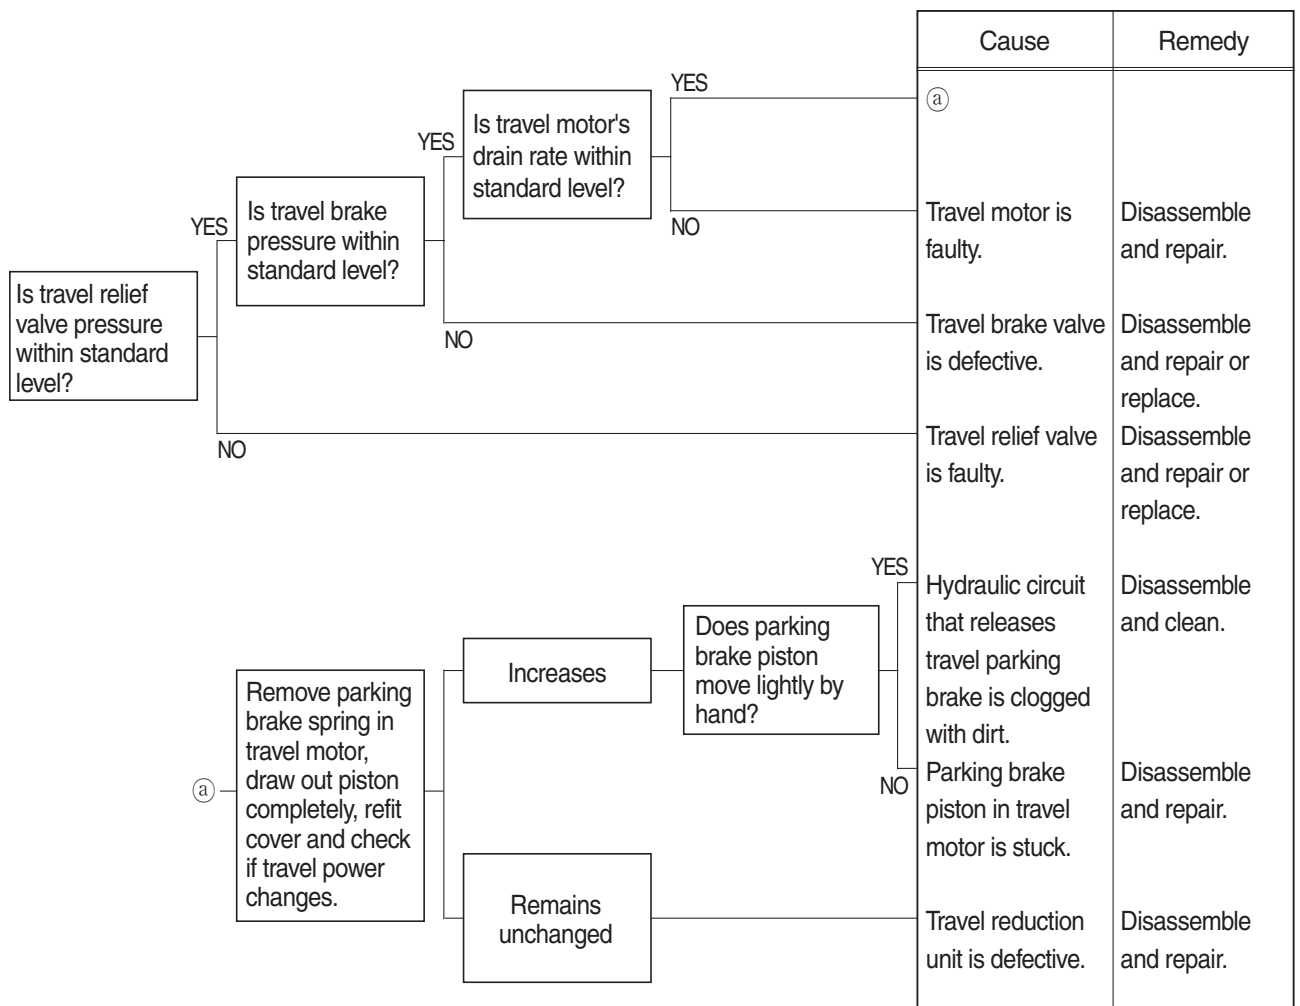 Cause
Remedy
YES
ⓐ
Is travel motor's
drain rate within
standard level?
YES
NO
Travel motor is
faulty.
Disassemble
and repair.
Is travel brake
pressure within
standard level?
YES
NO
Travel brake valve
is defective.
Disassemble
and repair or
replace.
Is travel relief
valve pressure
within standard
level?
NO
Travel relief valve
is faulty.
Disassemble
and repair or
replace.
ⓐ
Remove parking
brake spring in
travel motor,
draw out piston
completely, refit
cover and check
if travel power
changes.
Increases
Does parking
brake piston
move lightly by
hand?
YES
Hydraulic circuit
that releases
travel parking
brake is clogged
with dirt.
Disassemble
and clean.
NO
Parking brake
piston in travel
motor is stuck.
Disassemble
and repair.
Remains
unchanged
Travel reduction
unit is defective.
Disassemble
and repair.